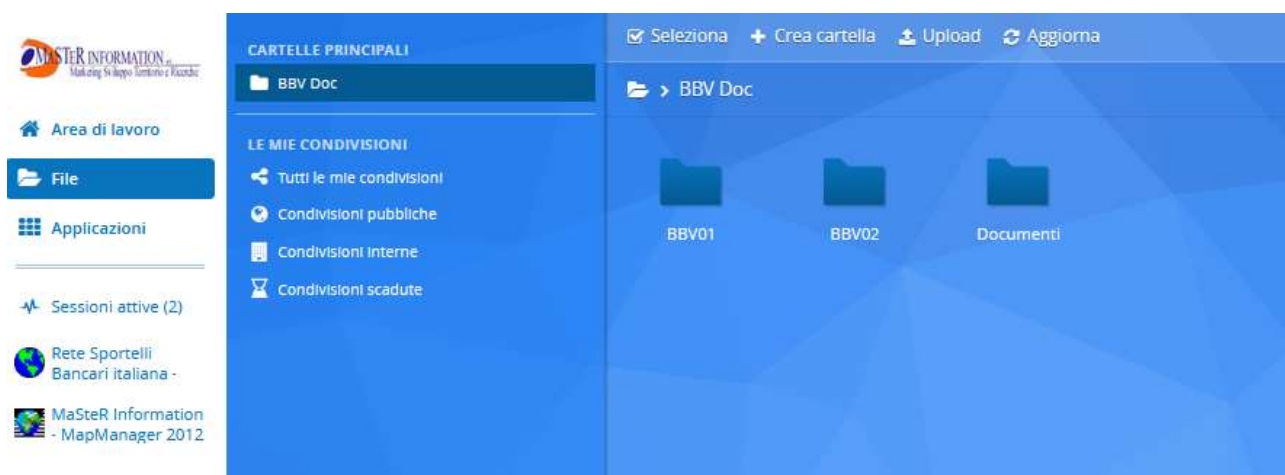 MaSTeR INFORMATION
Marketing Sviluppo Territorio e Ricerche
Area di lavoro
File
Applicazioni
Sessioni attive (2)
Rete Sportelli
Bancari italiana -
MaSteR Information
- MapManager 2012
CARTELLE PRINCIPALI
BBV Doc
LE MIE CONDIVISIONI
Tutti le mie condivisioni
Condivisioni pubbliche
Condivisioni interne
Condivisioni scadute
Seleziona Crea cartella Upload Aggiorna
> BBV Doc
BBV01 BBV02 Documenti